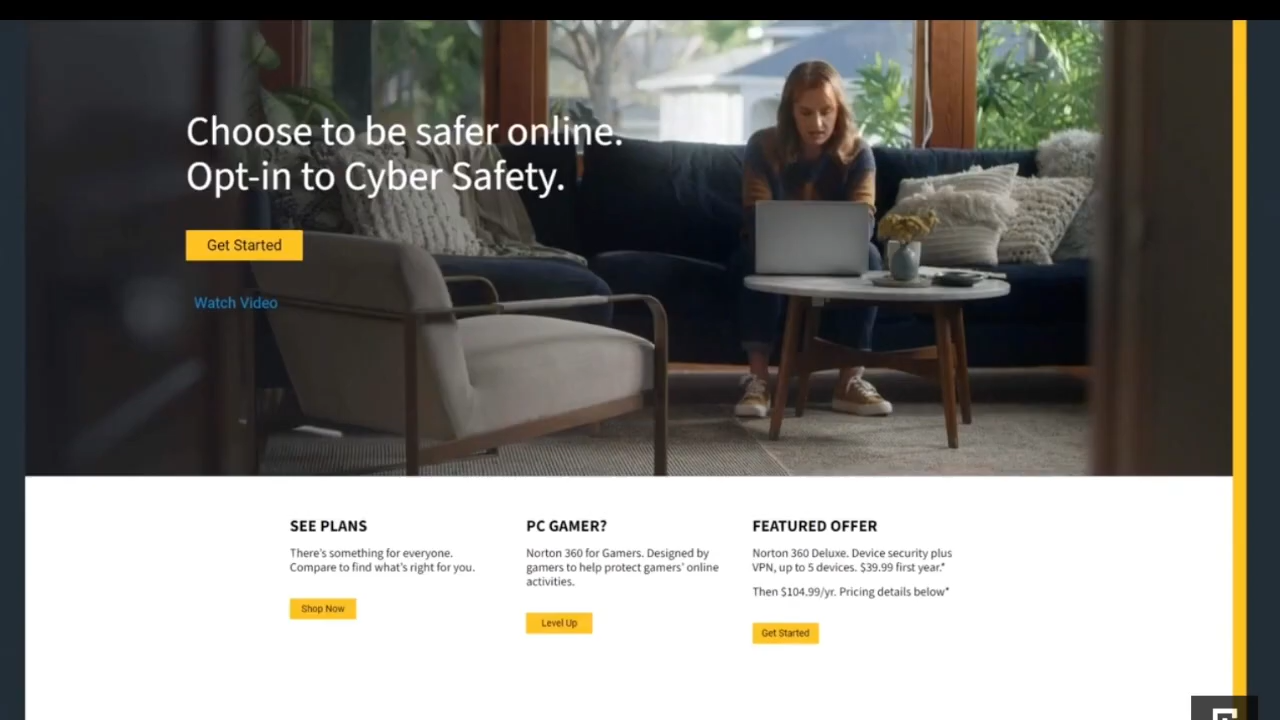 Choose to be safer online.
Opt-in to Cyber Safety.
Get Started
Watch Video
SEE PLANS
There's something for everyone.
Compare to find what's right for you.
Shop Now
PC GAMER?
Norton 360 for Gamers. Designed by
gamers to help protect gamers' online
activities.
Level Up
FEATURED OFFER
Norton 360 Deluxe. Device security plus
VPN, up to 5 devices. $39.99 first year.*
Then $104.99/yr. Pricing details below*
Get Started